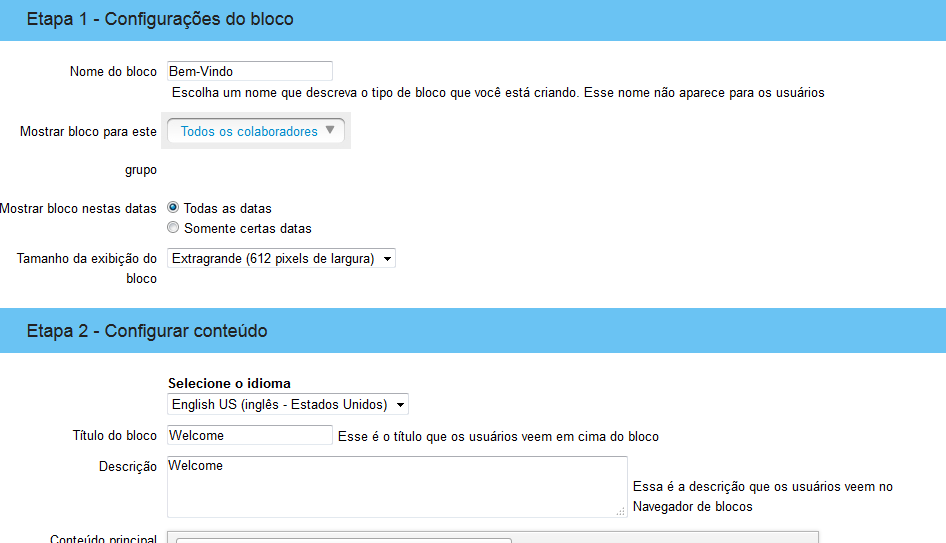 Etapa 1 - Configurações do bloco
Nome do bloco Bem-Vindo
Escolha um nome que descreva o tipo de bloco que você está criando. Esse nome não aparece para os usuários
Mostrar bloco para este Todos os colaboradores
grupo
Mostrar bloco nestas datas Todas as datas
Somente certas datas
Tamanho da exibição do Extragrande (612 pixels de largura)
bloco
Etapa 2 - Configurar conteúdo
Selecione o idioma
English US (inglês - Estados Unidos)
Título do bloco Welcome Esse é o título que os usuários veem em cima do bloco
Descrição Welcome
Essa é a descrição que os usuários veem no
Navegador de blocos
Conteúdo principal